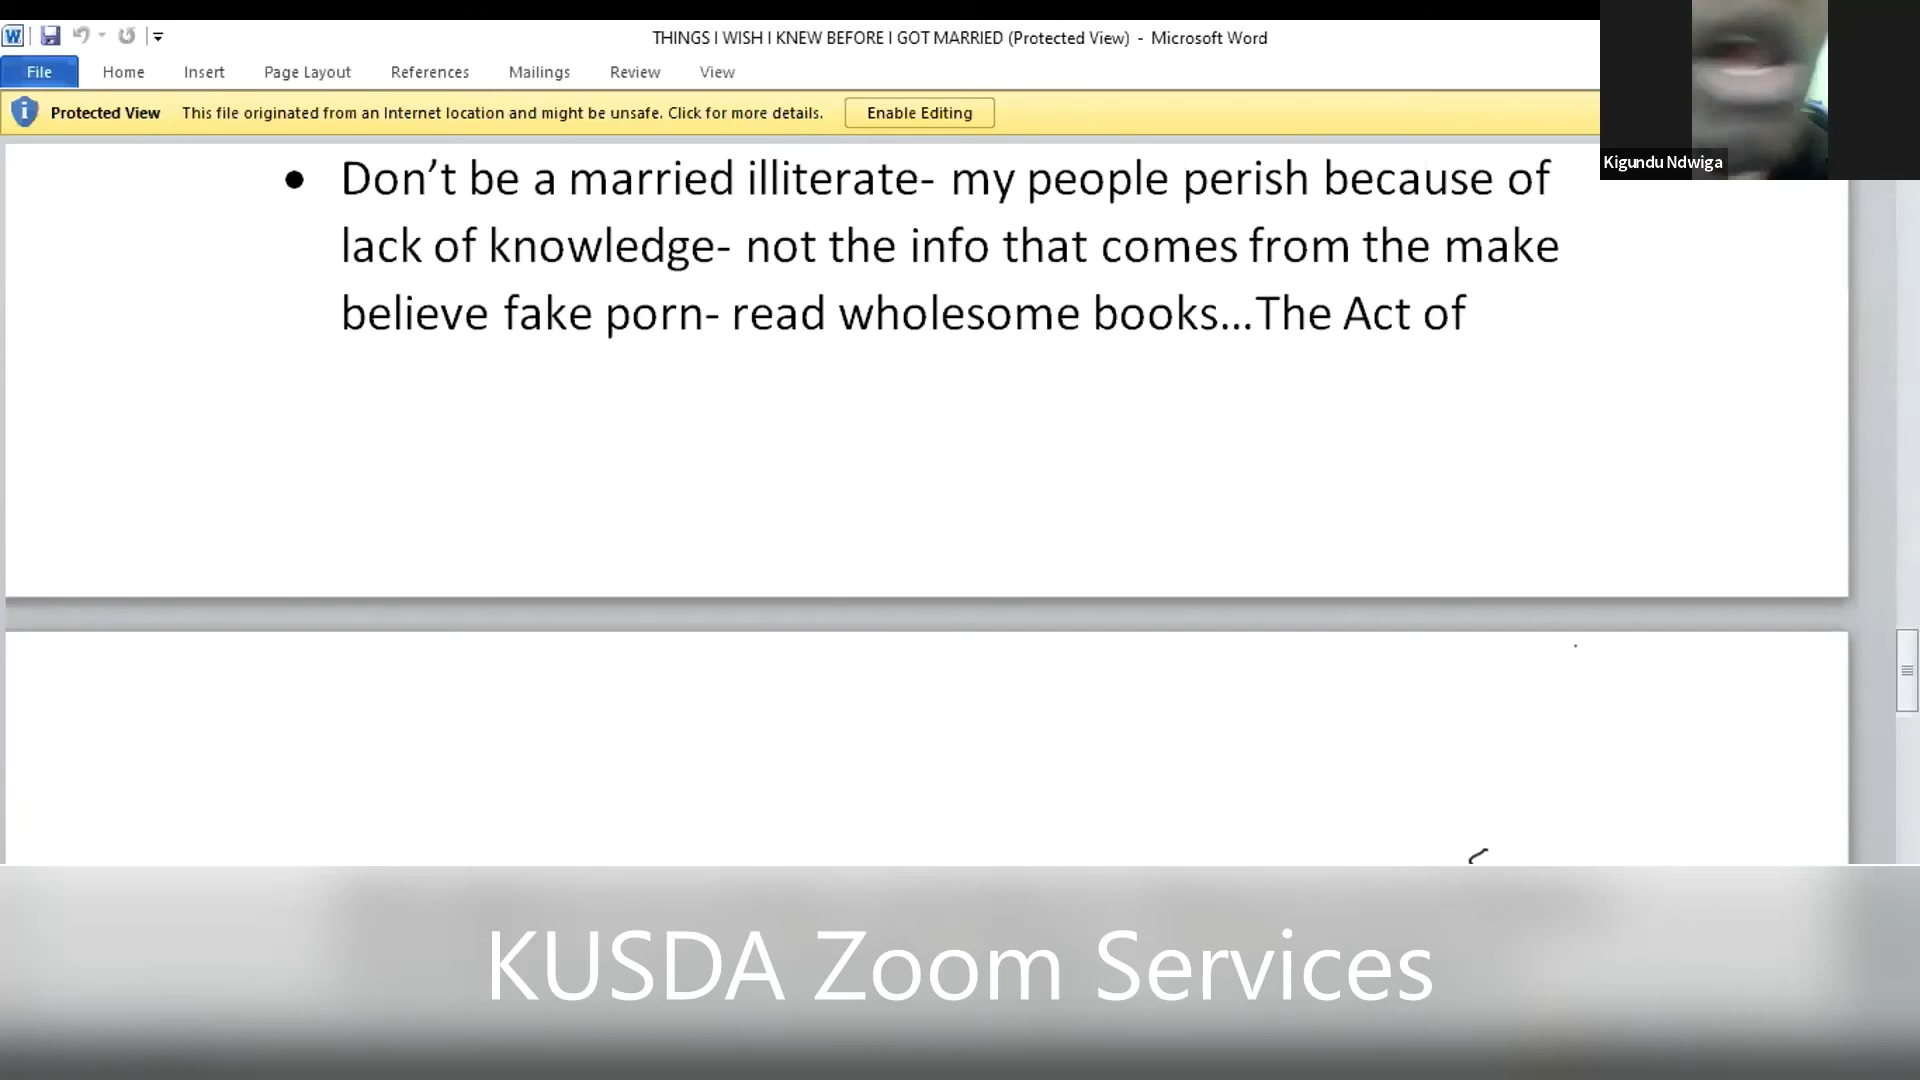 THINGS I WISH I KNEW BEFORE I GOT MARRIED (Protected View) - Microsoft Word
File Home Insert Page Layout References Mailings Review View
Protected View This file originated from an Internet location and might be unsafe. Click for more details. Enable Editing
Kigundu Ndwiga
• Don’t be a married illiterate- my people perish because of
lack of knowledge- not the info that comes from the make
believe fake porn- read wholesome books...The Act of
KUSDA Zoom Services